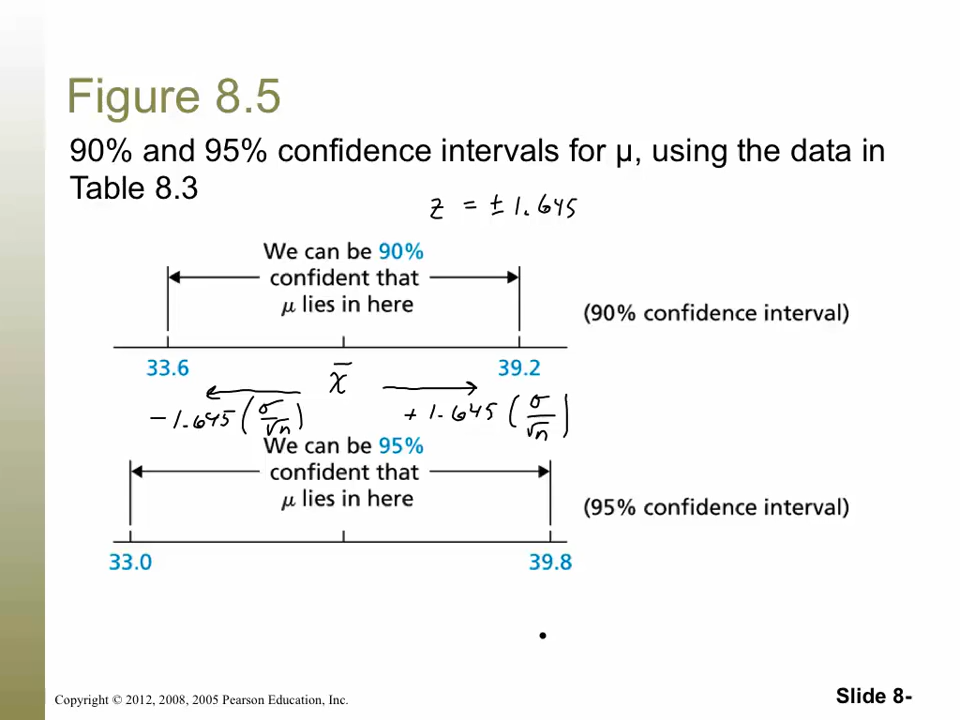 Figure 8.5
90% and 95% confidence intervals for μ, using the data in
Table 8.3
z = ± 1.645
We can be 90%
confident that
μ lies in here
(90% confidence interval)
33.6 x̄ 39.2
− 1.645 (σ/√n) + 1.645 (σ/√n)
We can be 95%
confident that
μ lies in here
(95% confidence interval)
33.0 39.8
Copyright © 2012, 2008, 2005 Pearson Education, Inc.
Slide 8-